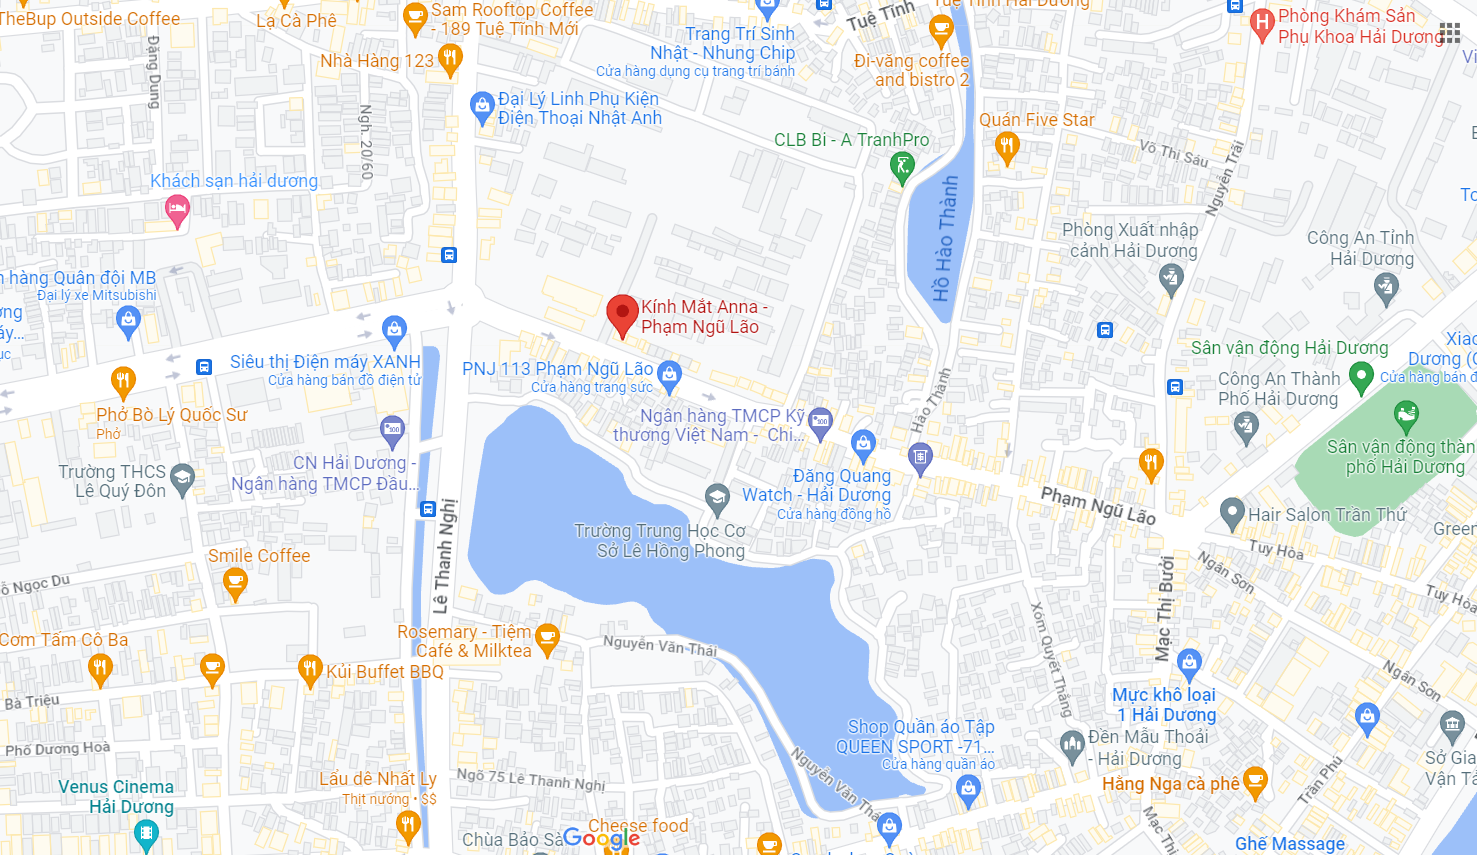 TheBup Outside Coffee
Lạ Cà Phê
Sam Rooftop Coffee
- 189 Tuệ Tĩnh Mới
Trang Trí Sinh
Nhật - Nhung Chip
Cửa hàng dụng cụ trang trí bánh
Tuệ Tĩnh
Tuệ Tĩnh Hải Dương
Phòng Khám Sản
Phụ Khoa Hải Dương
Đặng Dung
Nhà Hàng 123
Đi-văng coffee
and bistro 2
Đại Lý Linh Phụ Kiện
Điện Thoại Nhật Anh
Ngh. 20/60
CLB Bi - A TranhPro
Quán Five Star
Võ Thị Sáu
Nguyễn Trãi
Khách sạn hải dương
Hồ Hào Thành
Phòng Xuất nhập
cảnh Hải Dương
Công An Tỉnh
Hải Dương
n hàng Quân đội MB
Đại lý xe Mitsubishi
Kính Mắt Anna -
Phạm Ngũ Lão
Siêu thị Điện máy XANH
Cửa hàng bán đồ điện tử
PNJ 113 Phạm Ngũ Lão
Cửa hàng trang sức
Sân vận động Hải Dương
Xiao
Dương (C
Cửa hàng bán đ
Công An Thành
Phố Hải Dương
Hào Thành
Phở Bò Lý Quốc Sư
Phở
Ngân hàng TMCP Kỹ
thương Việt Nam - Chi...
Sân vận động thàn
phố Hải Dương
CN Hải Dương -
Ngân hàng TMCP Đầu...
Trường THCS
Lê Quý Đôn
Đăng Quang
Watch - Hải Dương
Cửa hàng đồng hồ
Phạm Ngũ Lão
Hair Salon Trần Thứ
Green
Lê Thanh Nghị
Trường Trung Học Cơ
Sở Lê Hồng Phong
Tuy Hòa
Ngân Sơn
Tuy Hòa
Smile Coffee
ỗ Ngọc Du
Mạc Thị Bưởi
Xóm Quyết Thắng
Cơm Tấm Cô Ba
Rosemary - Tiệm
Café & Milktea
Nguyễn Văn Thái
Kủi Buffet BBQ
Ngân Sơn
Bà Triệu
Mực khô loại
1 Hải Dương
Shop Quần áo Tập
QUEEN SPORT -71...
Cửa hàng quần áo
Đền Mẫu Thoải
- Hải Dương
Sở Gia
Vận Tả
Phố Dương Hoà
Nguyễn Văn Thái
Ngõ 75 Lê Thanh Nghị
Lẩu dê Nhất Ly
Thịt nướng • $$
Venus Cinema
Hải Dương
Hằng Nga cà phê
Trần Phú
Mạc Thị
Chùa Bảo Sà
Google
Cheese food
Ghế Massage